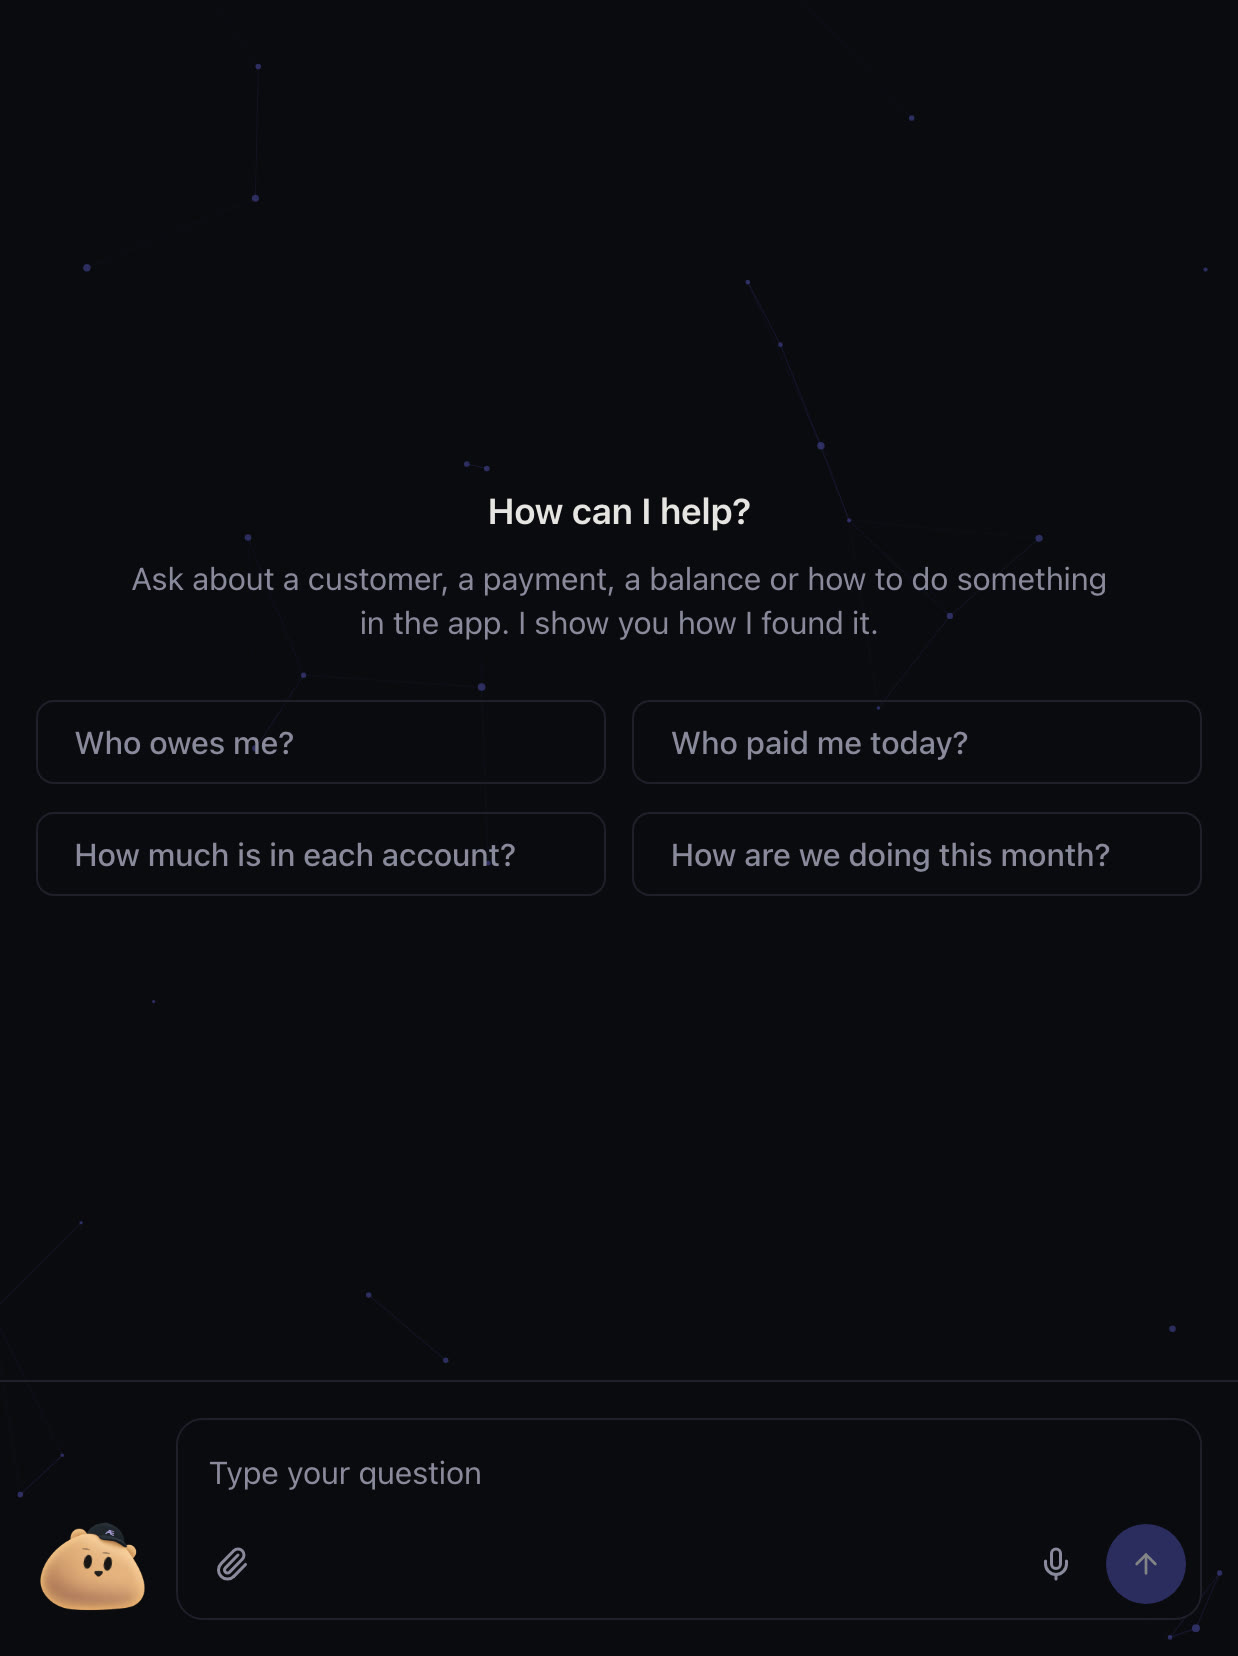 How can I help?
Ask about a customer, a payment, a balance or how to do something
in the app. I show you how I found it.
Who owes me?
Who paid me today?
How much is in each account?
How are we doing this month?
Type your question